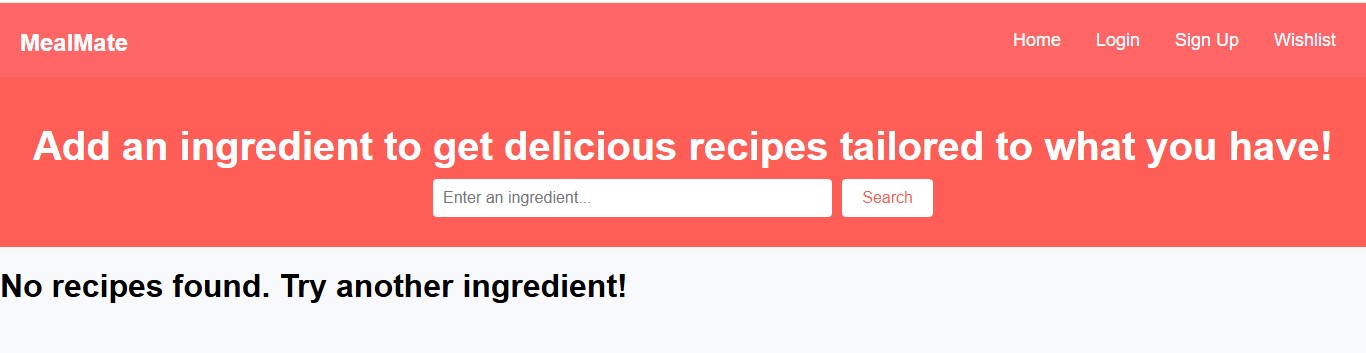 MealMate
Home Login Sign Up Wishlist
Add an ingredient to get delicious recipes tailored to what you have!
Enter an ingredient...
Search
No recipes found. Try another ingredient!